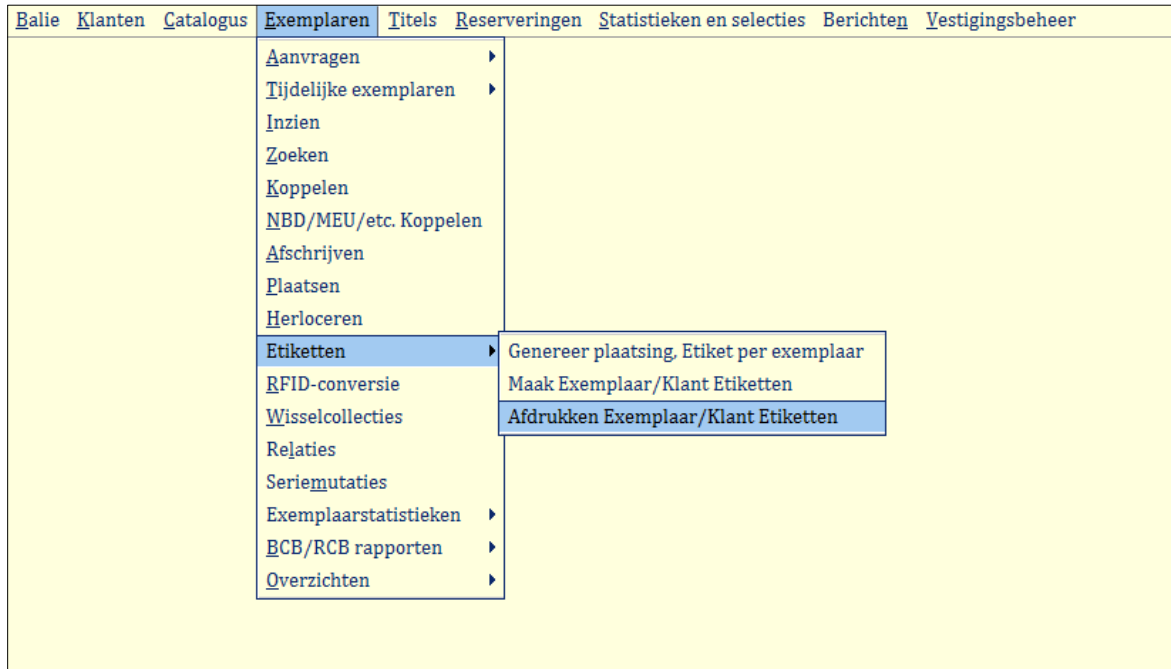 Balie Klanten Catalogus Exemplaren Titels Reserveringen Statistieken en selecties Berichten Vestigingsbeheer
Aanvragen
Tijdelijke exemplaren
Inzien
Zoeken
Koppelen
NBD/MEU/etc. Koppelen
Afschrijven
Plaatsen
Herloceren
Etiketten
RFID-conversie
Wisselcollecties
Relaties
Seriemutaties
Exemplaarstatistieken
BCB/RCB rapporten
Overzichten
Genereer plaatsing, Etiket per exemplaar
Maak Exemplaar/Klant Etiketten
Afdrukken Exemplaar/Klant Etiketten